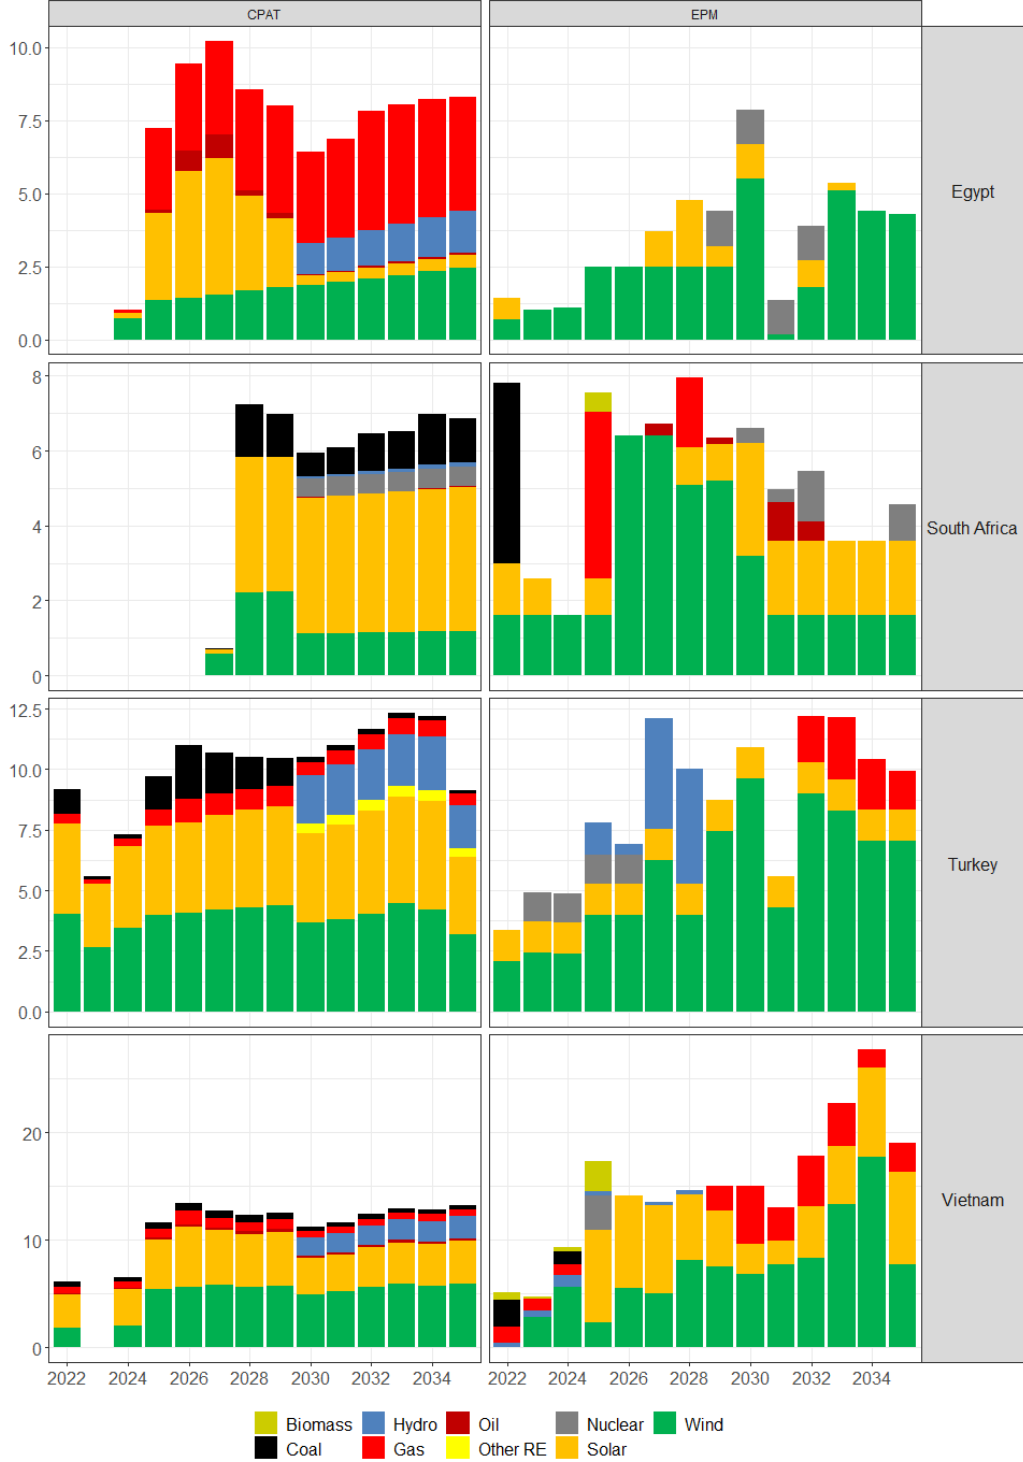 CPAT EPM
10.0
7.5
5.0
2.5
0.0
Egypt
8
6
4
2
0
South Africa
12.5
10.0
7.5
5.0
2.5
0.0
Turkey
20
10
0
Vietnam
2022 2024 2026 2028 2030 2032 2034 2022 2024 2026 2028 2030 2032 2034
Biomass Hydro Oil Nuclear Wind
Coal Gas Other RE Solar